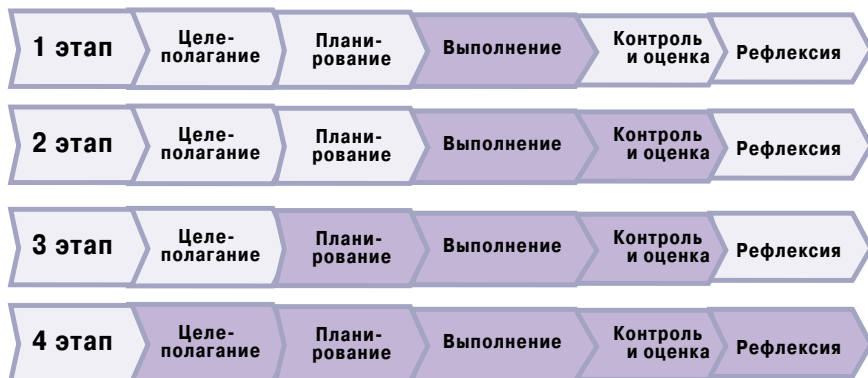 1 этап
Целе-
полагание
Плани-
рование
Выполнение
Контроль
и оценка
Рефлексия
2 этап
Целе-
полагание
Плани-
рование
Выполнение
Контроль
и оценка
Рефлексия
3 этап
Целе-
полагание
Плани-
рование
Выполнение
Контроль
и оценка
Рефлексия
4 этап
Целе-
полагание
Плани-
рование
Выполнение
Контроль
и оценка
Рефлексия